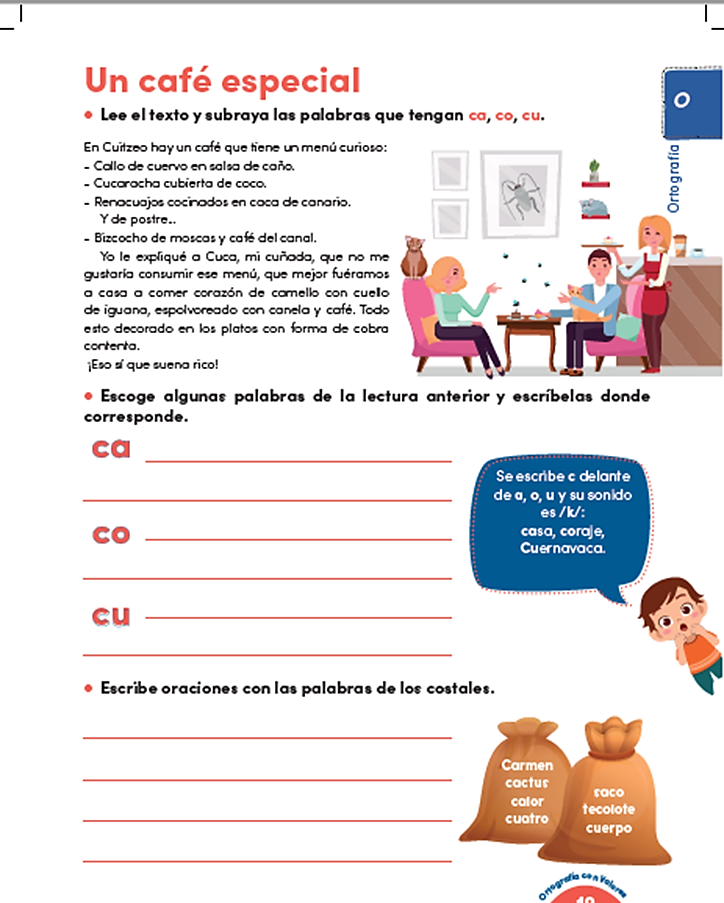 Un café especial
• Lee el texto y subraya las palabras que tengan ca, co, cu.
O
Ortografía
En Cuitzeo hay un café que tiene un menú curioso:
- Callo de cuervo en salsa de caño.
- Cucaracha cubierta de coco.
- Renacuajos cocinados en caca de canario.
Y de postre...
- Bizcocho de moscas y café del canal.
Yo le expliqué a Cuca, mi cuñada, que no me
gustaría consumir ese menú, que mejor fuéramos
a casa a comer corazón de camello con cuello
de iguana, espolvoreado con canela y café. Todo
esto decorado en los platos con forma de cobra
contenta.
¡Eso sí que suena rico!
• Escoge algunas palabras de la lectura anterior y escríbelas donde
corresponde.
ca
co
cu
Se escribe c delante
de a, o, u y su sonido
es /k/:
casa, coraje,
Cuernavaca.
• Escribe oraciones con las palabras de los costales.
Carmen
cactus
calor
cuatro
saco
tecolote
cuerpo
Ortografía con Valores